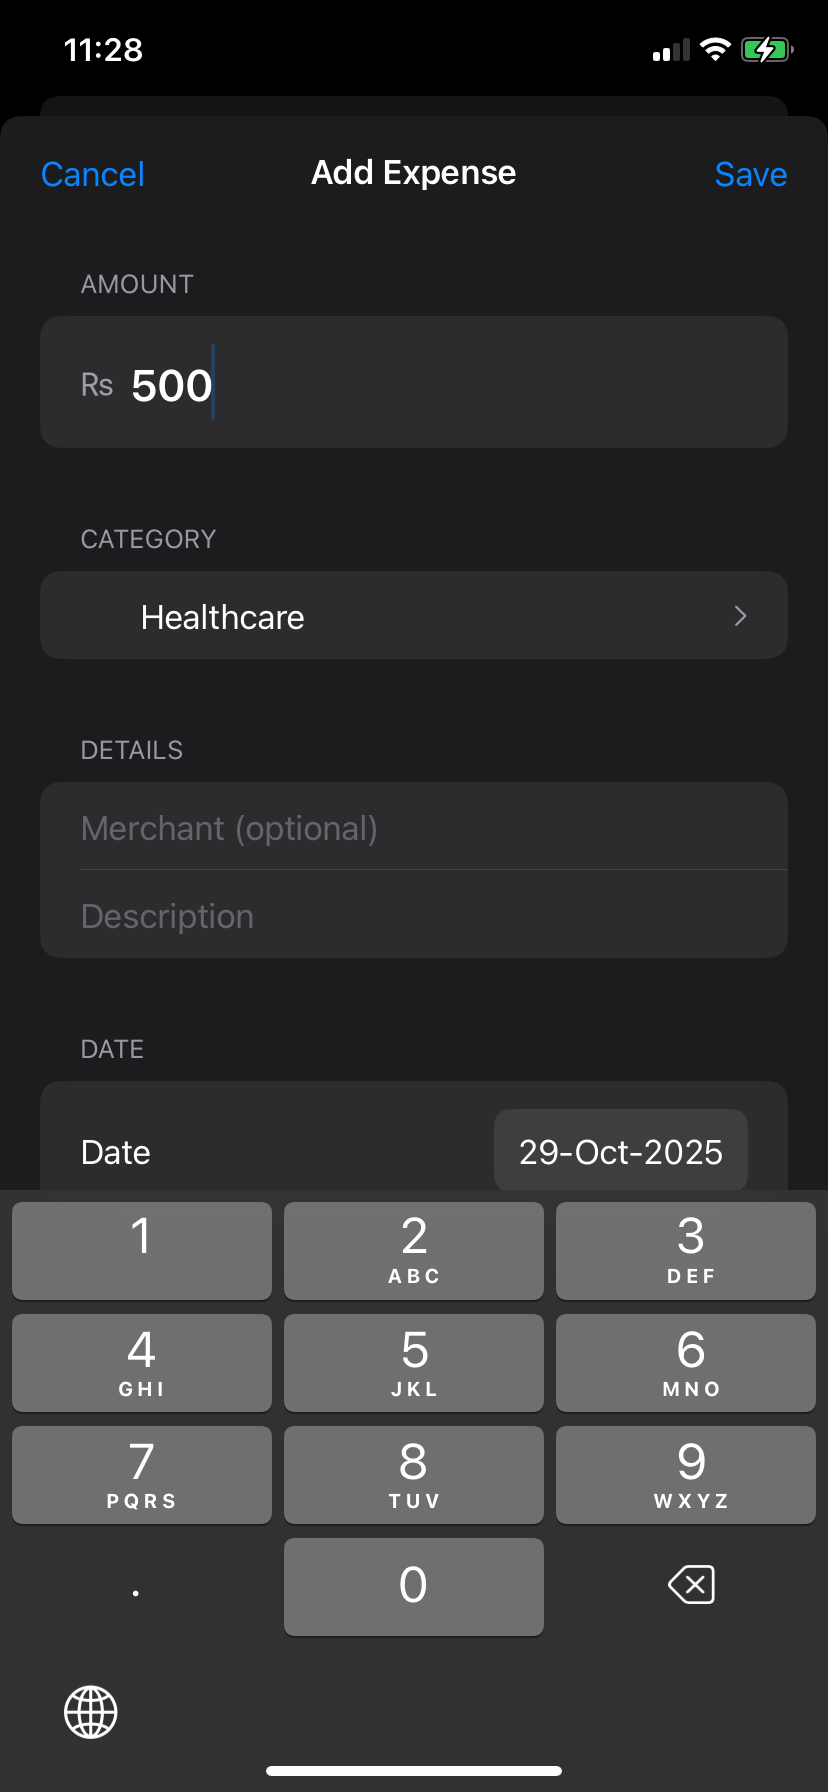 11:28
Cancel
Add Expense
Save
AMOUNT
Rs 500
CATEGORY
Healthcare
DETAILS
Merchant (optional)
Description
DATE
Date
29-Oct-2025
1
2
ABC
3
DEF
4
GHI
5
JKL
6
MNO
7
PQRS
8
TUV
9
WXYZ
.
0